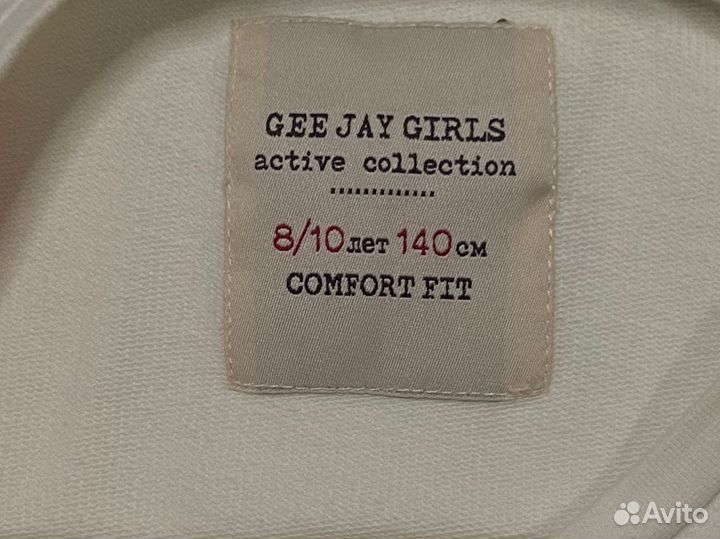 GEE JAY GIRLS
active collection
8/10лет 140см
COMFORT FIT
Avito